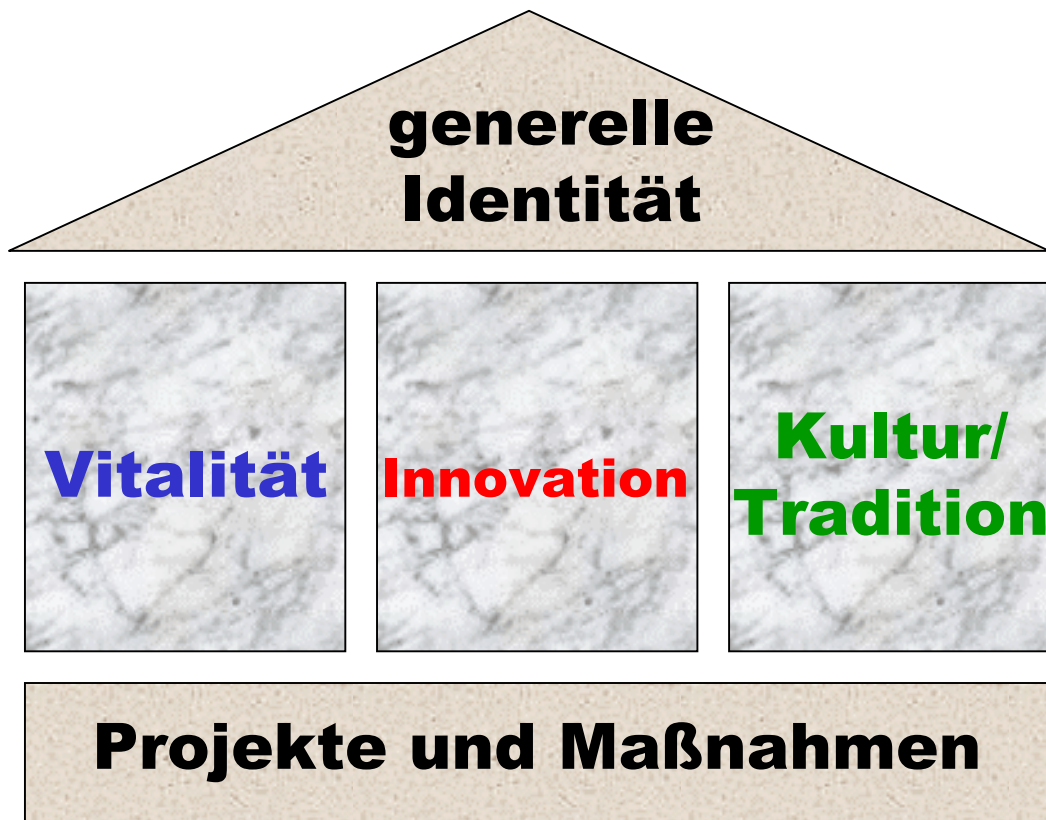 generelle
Identität
Vitalität
Innovation
Kultur/
Tradition
Projekte und Maßnahmen